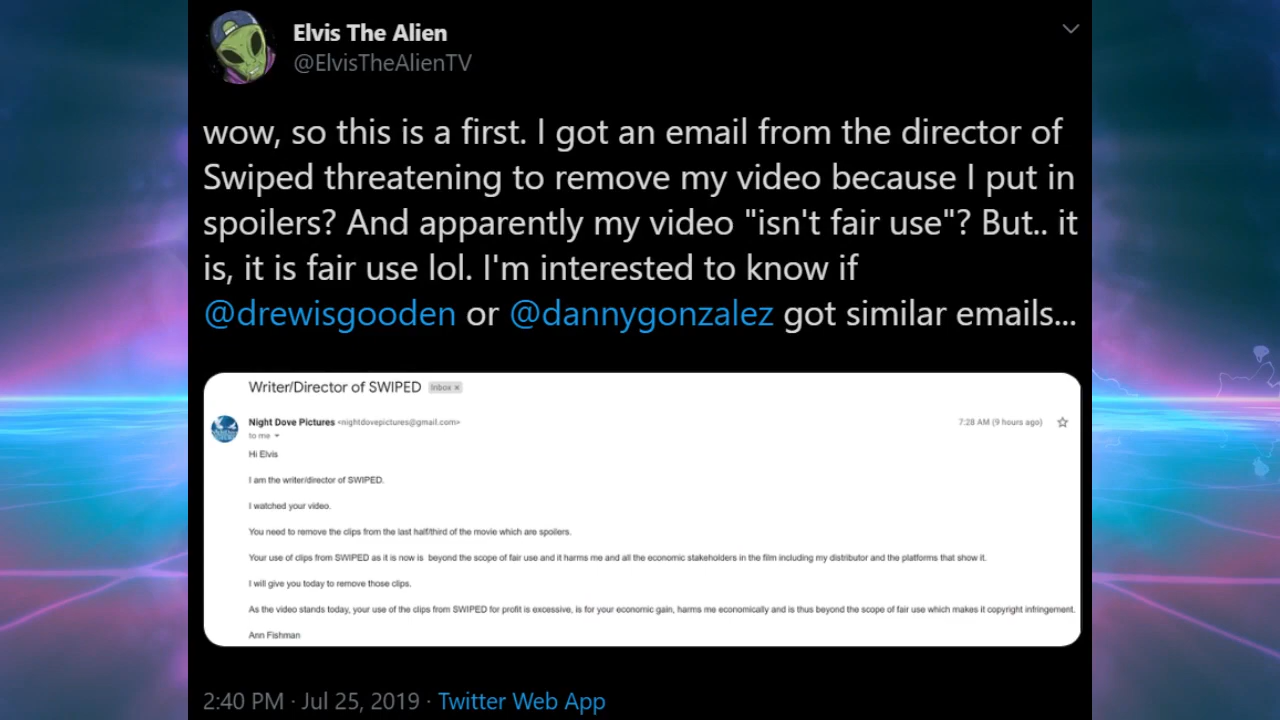 Elvis The Alien
@ElvisTheAlienTV
wow, so this is a first. I got an email from the director of
Swiped threatening to remove my video because I put in
spoilers? And apparently my video "isn't fair use"? But.. it
is, it is fair use lol. I'm interested to know if
@drewisgooden or @dannygonzalez got similar emails...
Writer/Director of SWIPED Inbox x
Night Dove Pictures <nightdovepictures@gmail.com> 7:28 AM (9 hours ago)
to me
Hi Elvis
I am the writer/director of SWIPED.
I watched your video.
You need to remove the clips from the last half/third of the movie which are spoilers.
Your use of clips from SWIPED as it is now is beyond the scope of fair use and it harms me and all the economic stakeholders in the film including my distributor and the platforms that show it.
I will give you today to remove those clips.
As the video stands today, your use of the clips from SWIPED for profit is excessive, is for your economic gain, harms me economically and is thus beyond the scope of fair use which makes it copyright infringement.
Ann Fishman
2:40 PM · Jul 25, 2019 · Twitter Web App